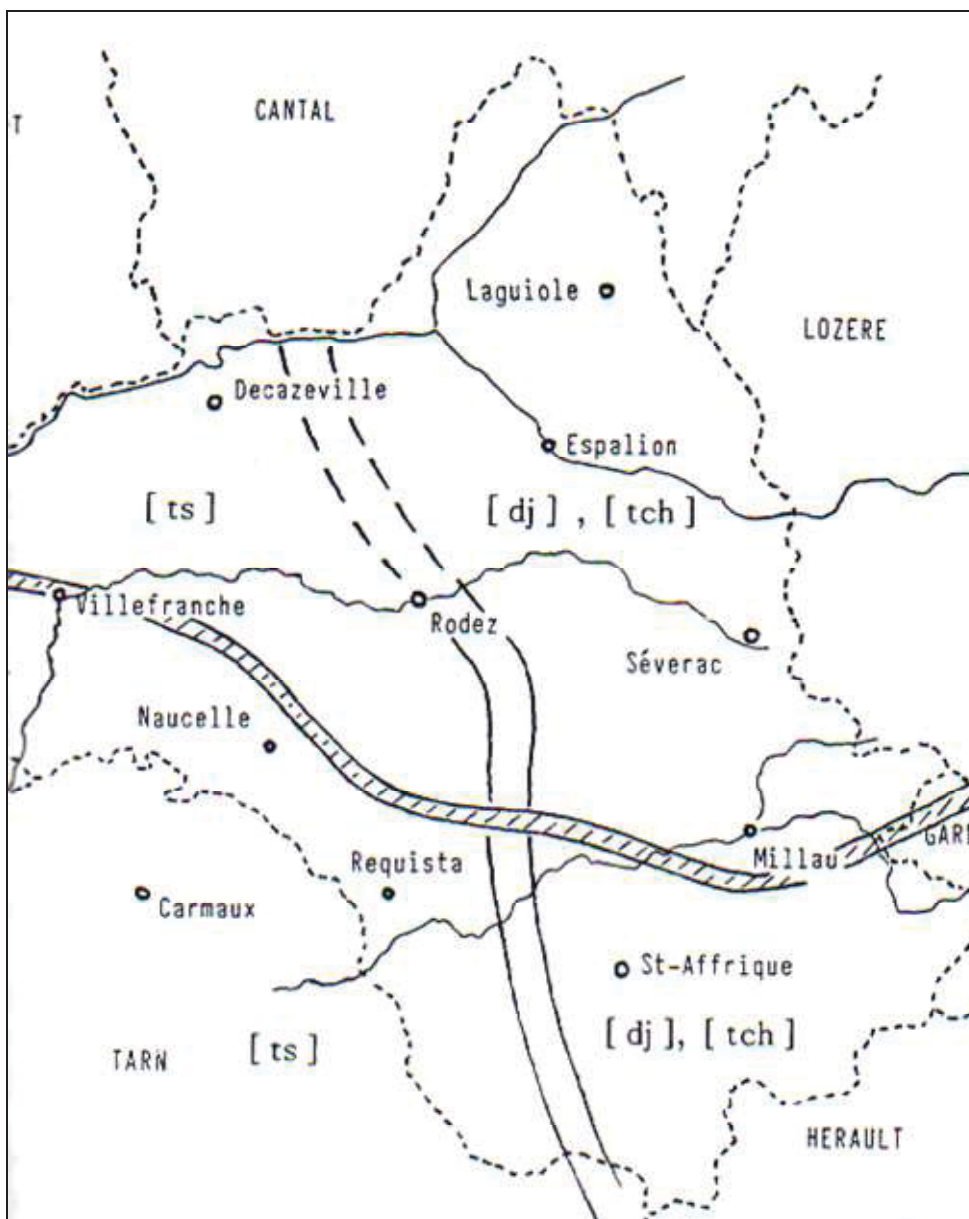 CANTAL
T
Laguiole
LOZERE
Decazeville
Espalion
[ts]
[dj], [tch]
Villefranche
Rodez
Séverac
Naucelle
Millau
GARD
Requista
Carmaux
St-Affrique
[dj], [tch]
[ts]
TARN
HERAULT